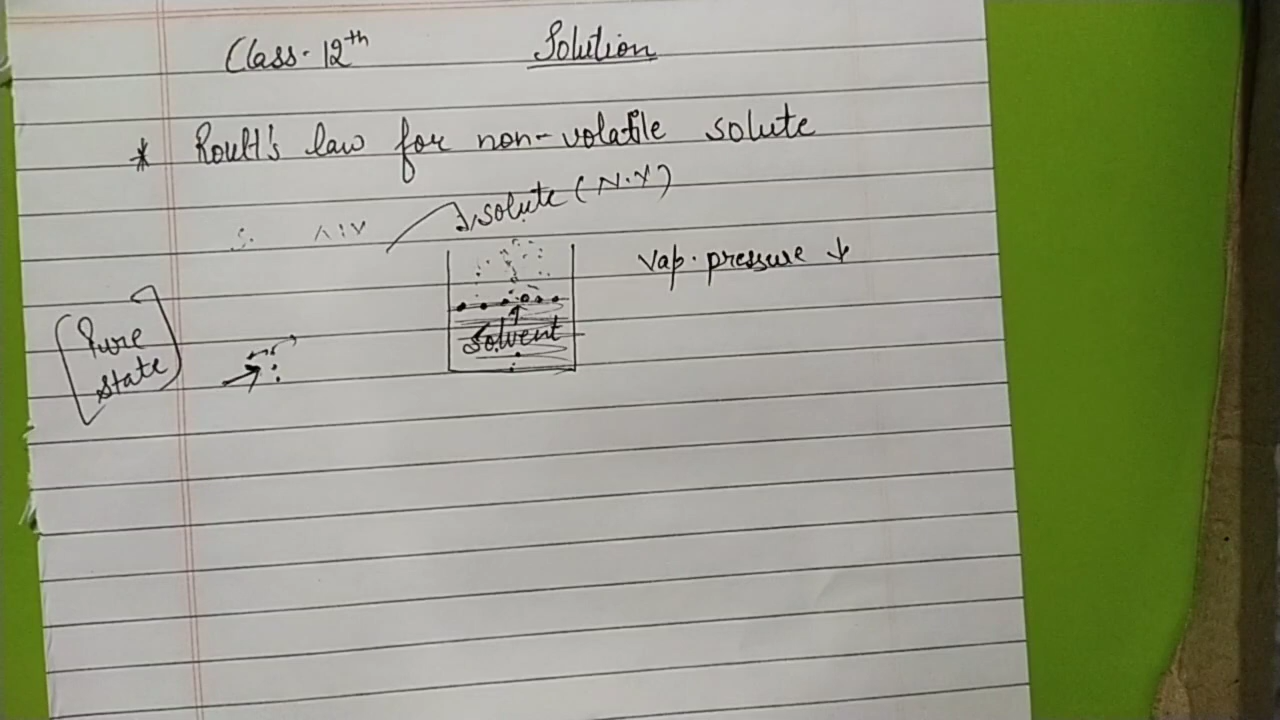 Class-12th Solution
* Roult's law for non-volatile solute
solute (N.V)
Vap. pressure ↓
Solvent
Pure
state